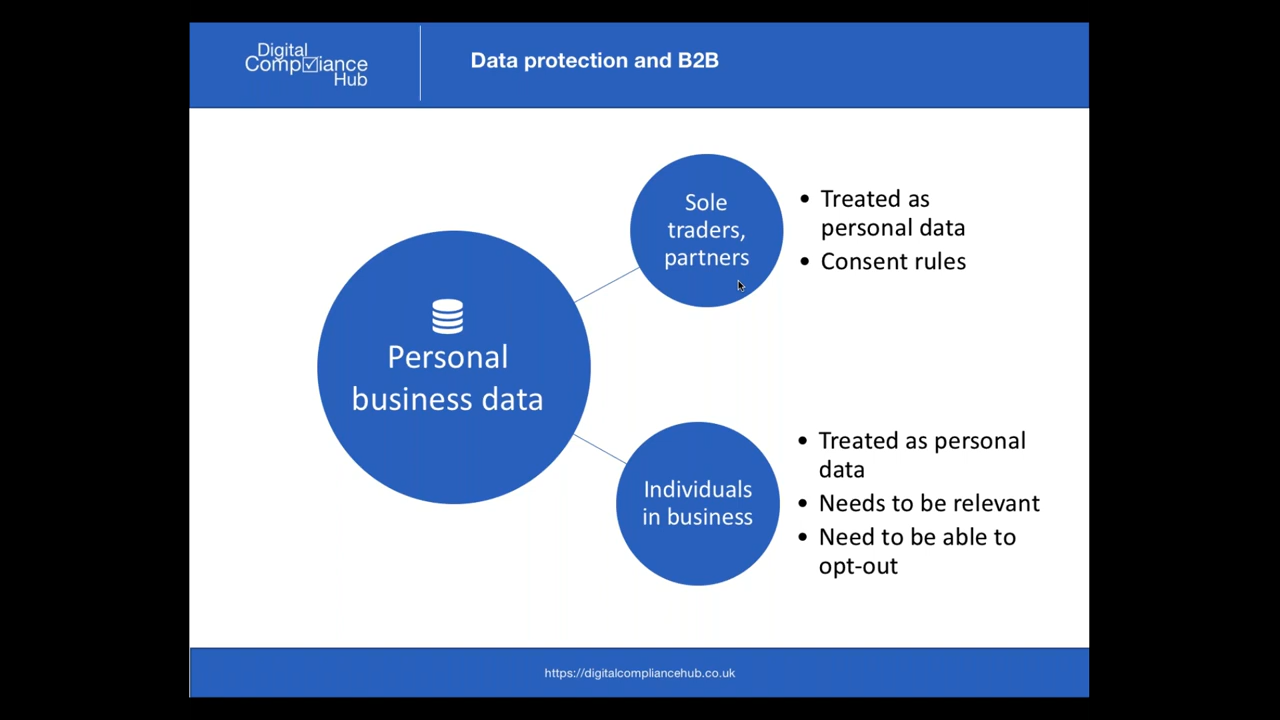 Digital
Compliance
Hub
Data protection and B2B
Personal
business data
Sole
traders,
partners
• Treated as
personal data
• Consent rules
Individuals
in business
• Treated as personal
data
• Needs to be relevant
• Need to be able to
opt-out
https://digitalcompliancehub.co.uk